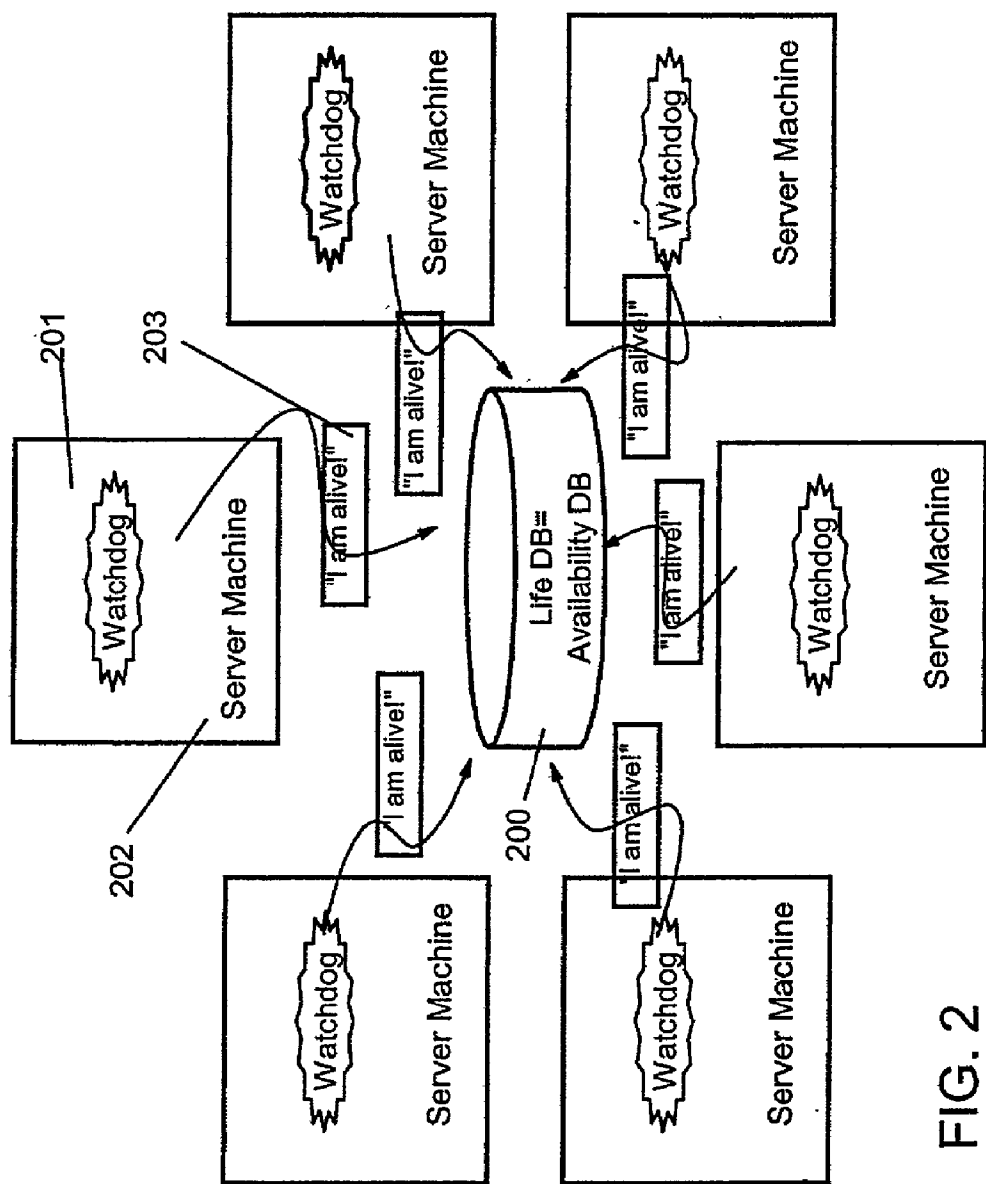 201
Watchdog
202
203
Server Machine
Watchdog
Watchdog
"I am alive!"
"I am alive!"
"I am alive!"
Server Machine
Server Machine
200
Life DB=
Availability DB
"I am alive!"
"I am alive!"
"I am alive!"
Watchdog
Watchdog
Server Machine
Server Machine
Watchdog
Server Machine
FIG. 2